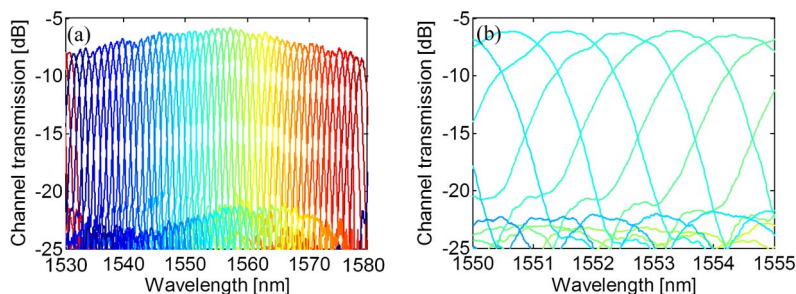 (a)
Channel transmission [dB]
-5
-10
-15
-20
-25
1530 1540 1550 1560 1570 1580
Wavelength [nm]
(b)
Channel transmission [dB]
-5
-10
-15
-20
-25
1550 1551 1552 1553 1554 1555
Wavelength [nm]